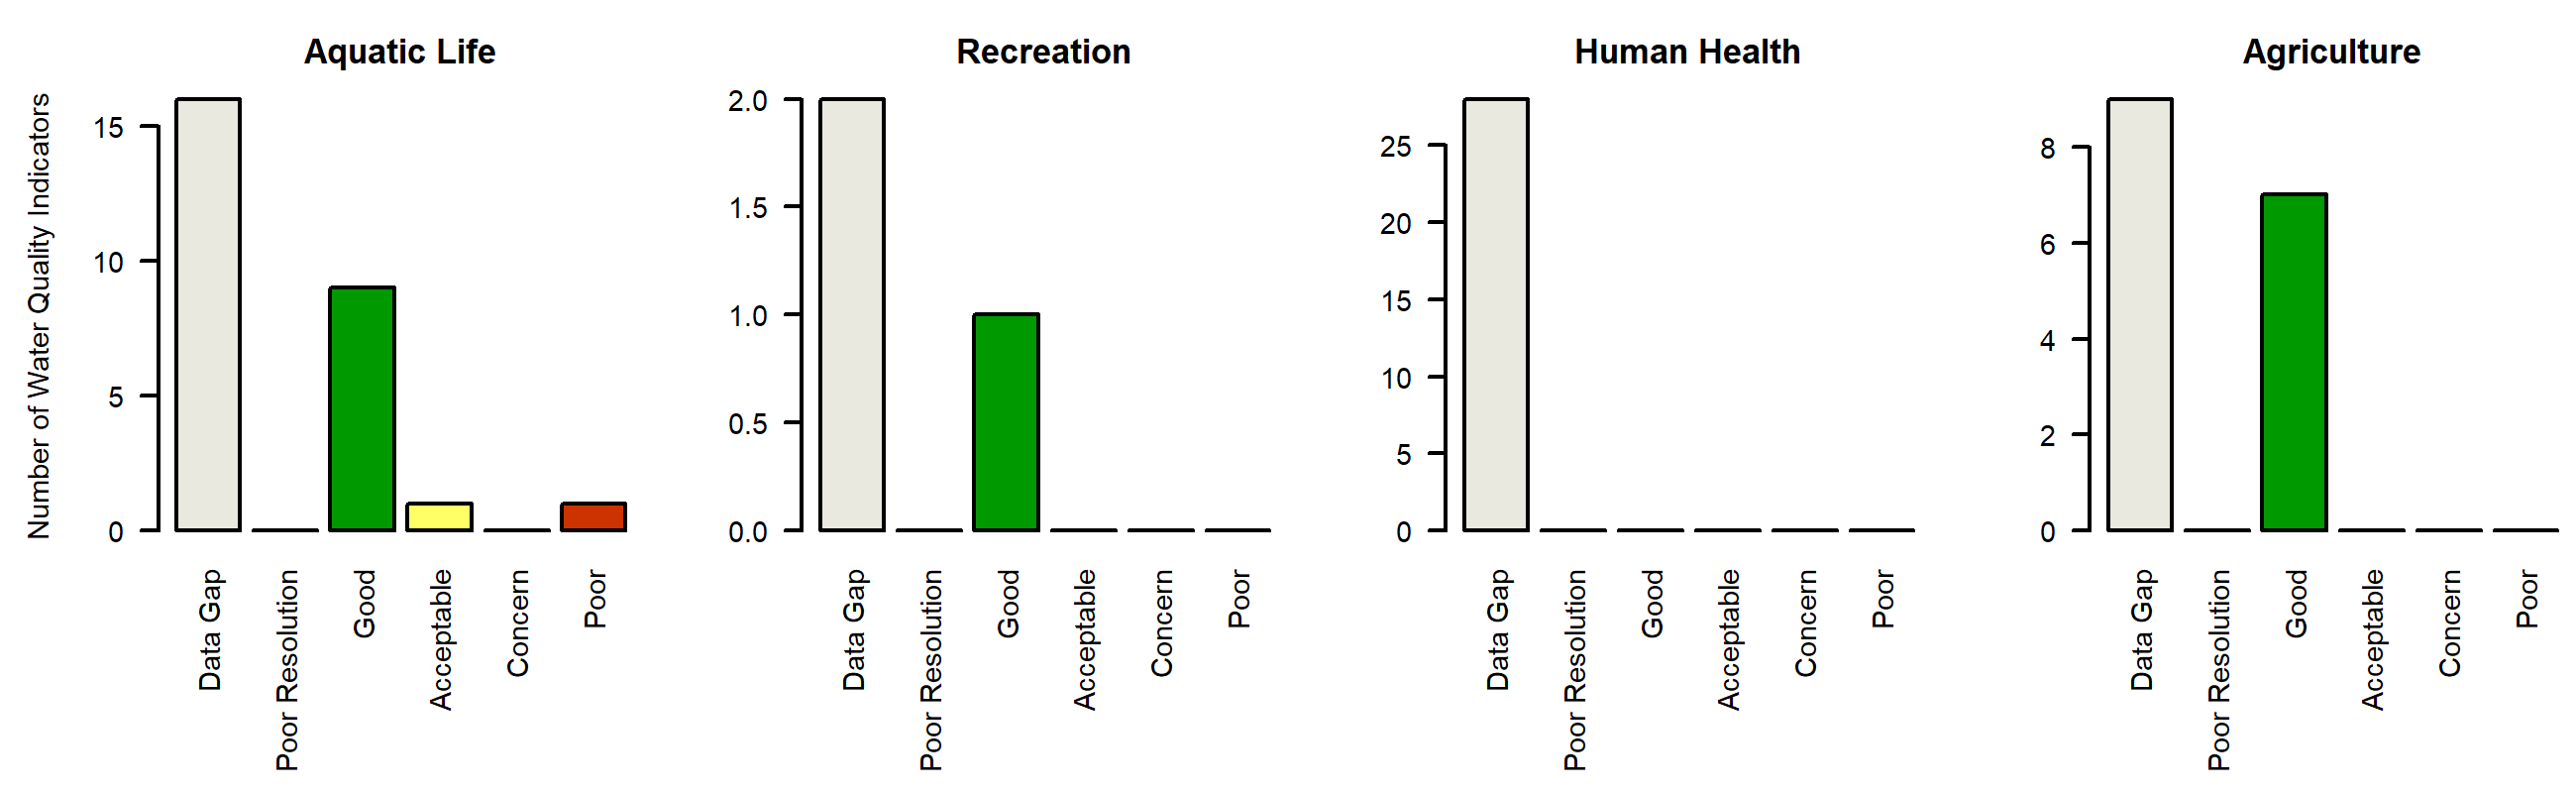 Aquatic Life
Number of Water Quality Indicators
15
10
5
0
Data Gap
Poor Resolution
Good
Acceptable
Concern
Poor
Recreation
2.0
1.5
1.0
0.5
0.0
Data Gap
Poor Resolution
Good
Acceptable
Concern
Poor
Human Health
25
20
15
10
5
0
Data Gap
Poor Resolution
Good
Acceptable
Concern
Poor
Agriculture
8
6
4
2
0
Data Gap
Poor Resolution
Good
Acceptable
Concern
Poor